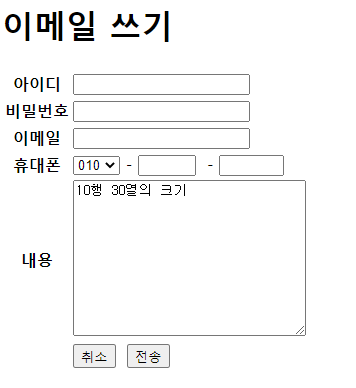 이메일 쓰기
아이디
비밀번호
이메일
휴대폰 010 - -
내용 10행 30열의 크기
취소 전송